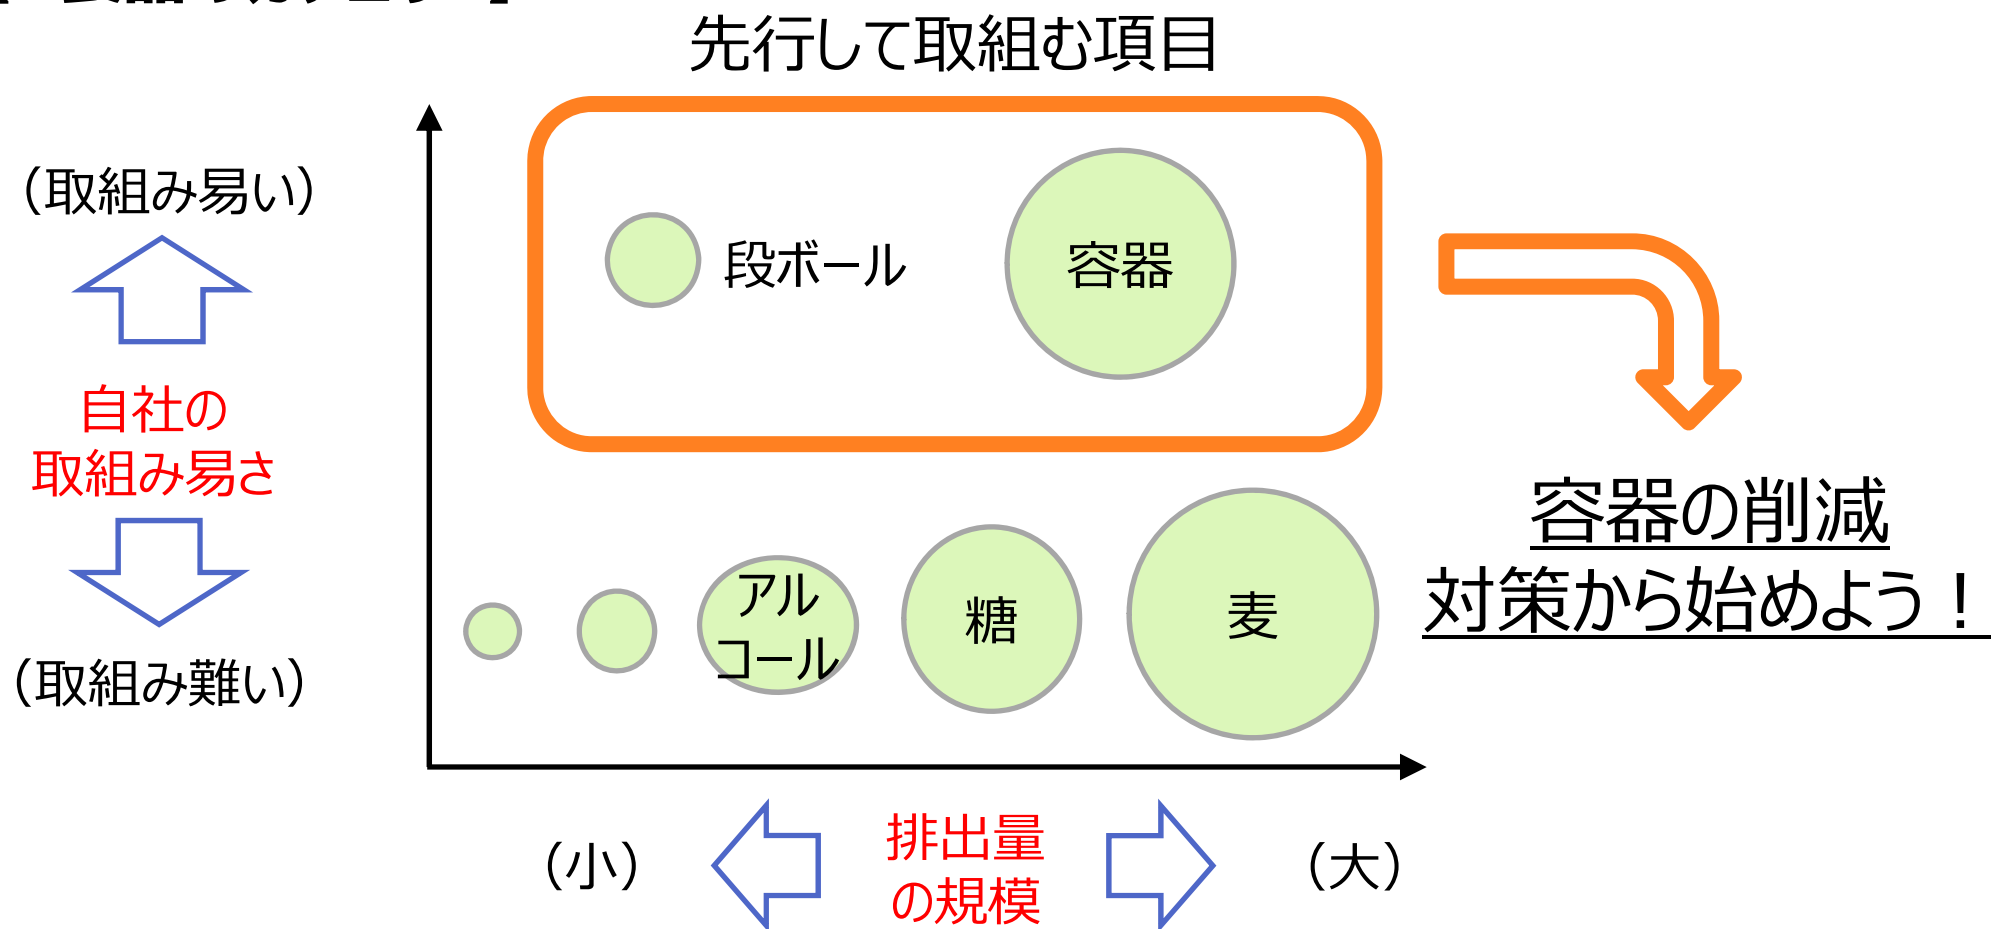 先行して取組む項目
（取組み易い）
段ボール
容器
自社の
取組み易さ
容器の削減
対策から始めよう！
アル
コール
糖
麦
（取組み難い）
（小）
排出量
の規模
（大）